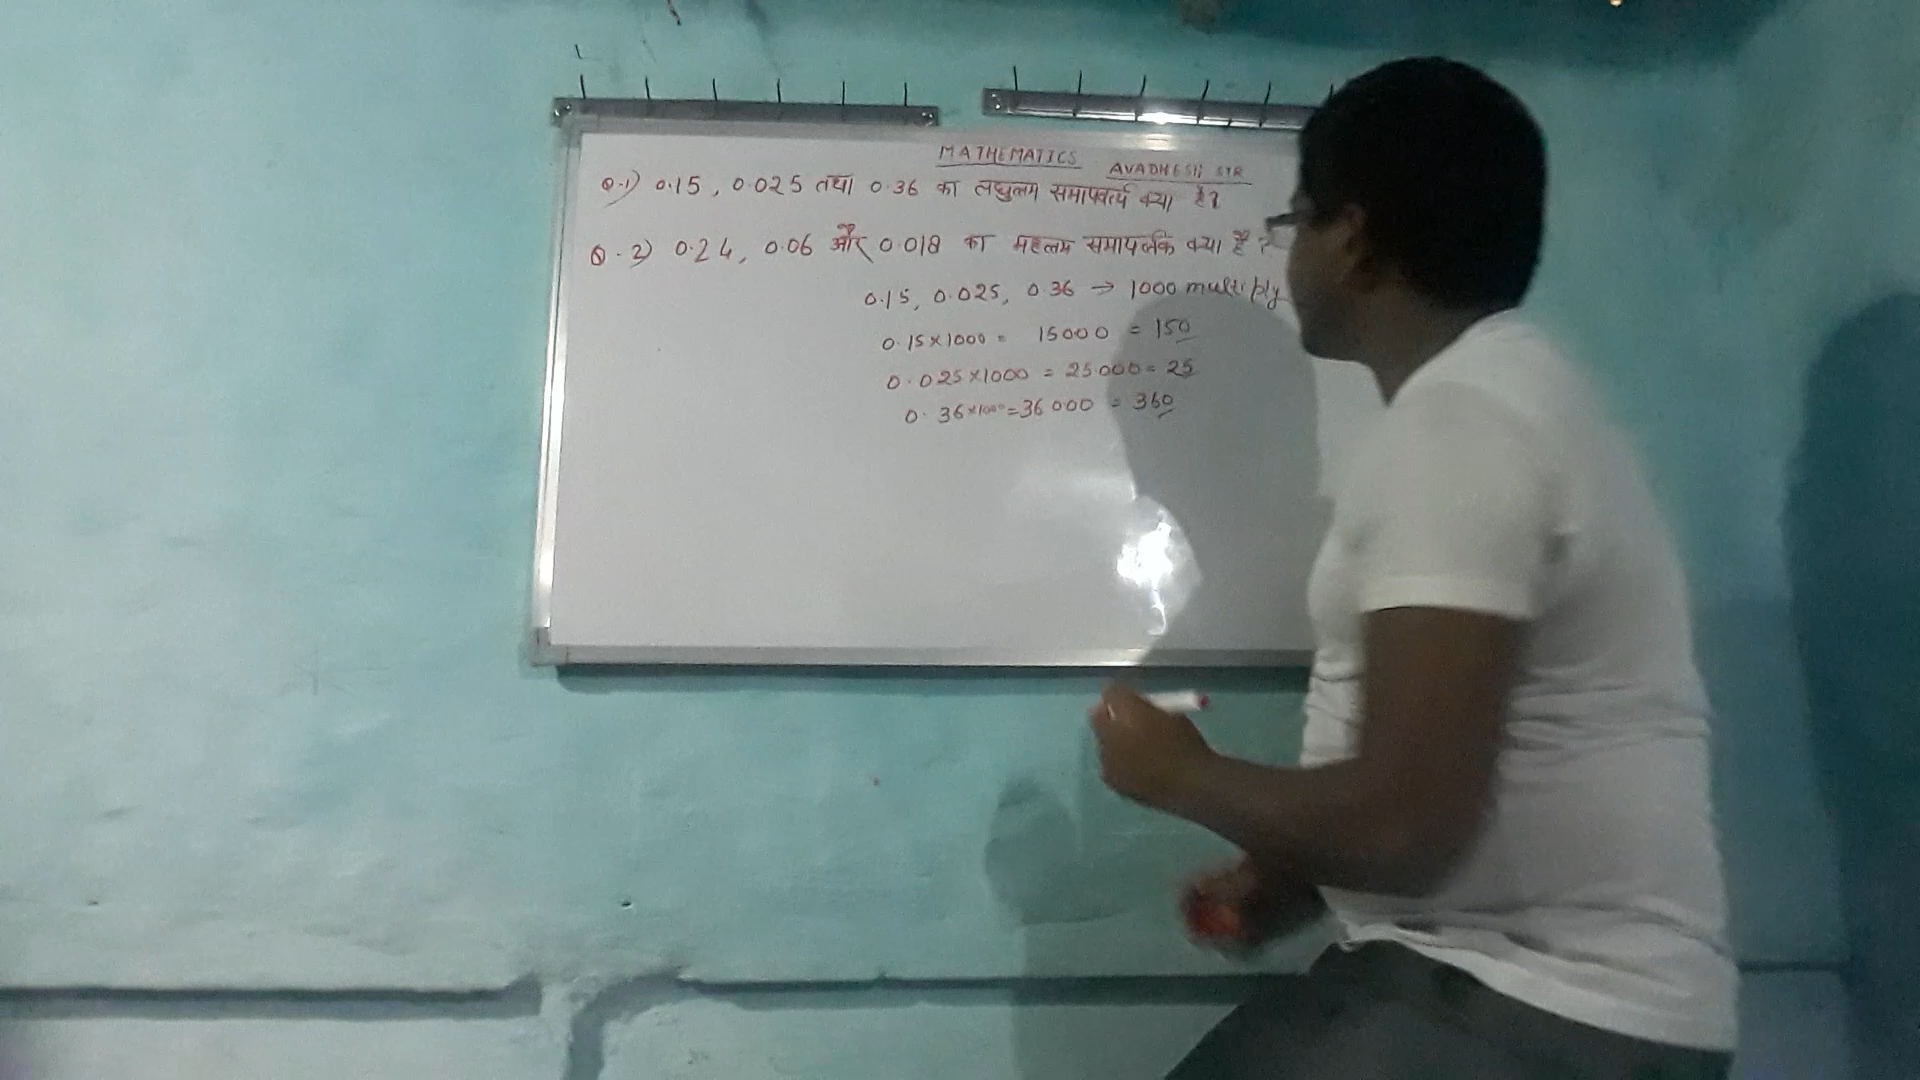 MATHEMATICS
AVADHESH SIR
Q.1) 0.15, 0.025 तथा 0.36 का लघुत्तम समापवर्त्य क्या है?
Q.2) 0.24, 0.06 और 0.018 का महत्तम समापवर्तक क्या है?
0.15, 0.025, 0.36 → 1000 multiply
0.15×1000 = 15000 = 150
0.025×1000 = 25.000 = 25
0.36×1000 = 36000 = 360